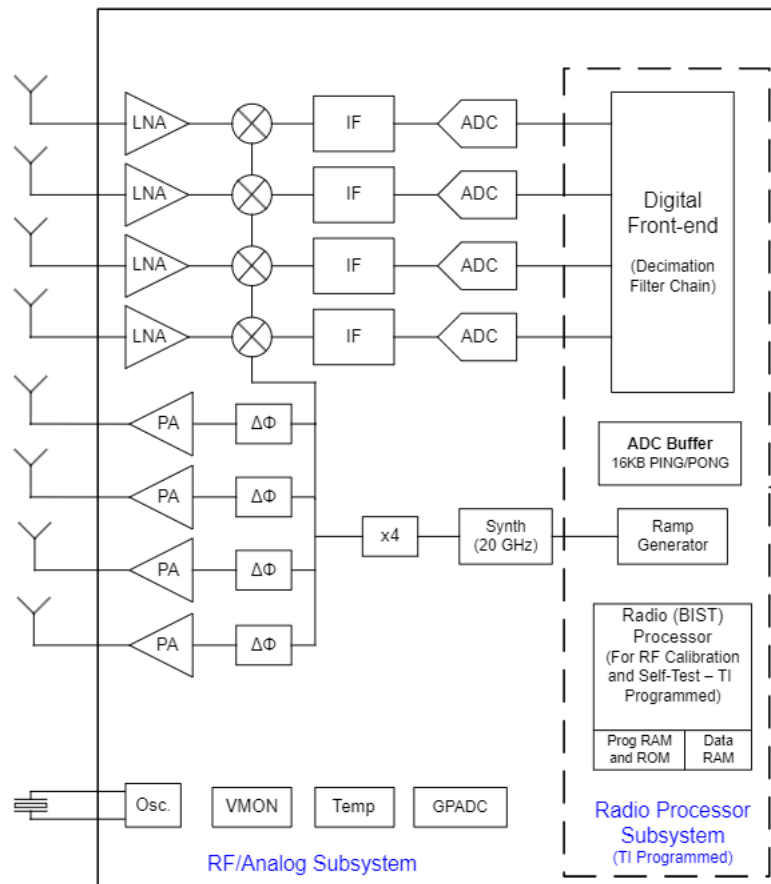 LNA
IF
ADC
LNA
IF
ADC
LNA
IF
ADC
LNA
IF
ADC
Digital
Front-end
(Decimation
Filter Chain)
PA
ΔΦ
PA
ΔΦ
PA
ΔΦ
PA
ΔΦ
ADC Buffer
16KB PING/PONG
x4
Synth
(20 GHz)
Ramp
Generator
Radio (BIST)
Processor
(For RF Calibration
and Self-Test – TI
Programmed)
Prog RAM
and ROM
Data
RAM
Osc.
VMON
Temp
GPADC
RF/Analog Subsystem
Radio Processor
Subsystem
(TI Programmed)